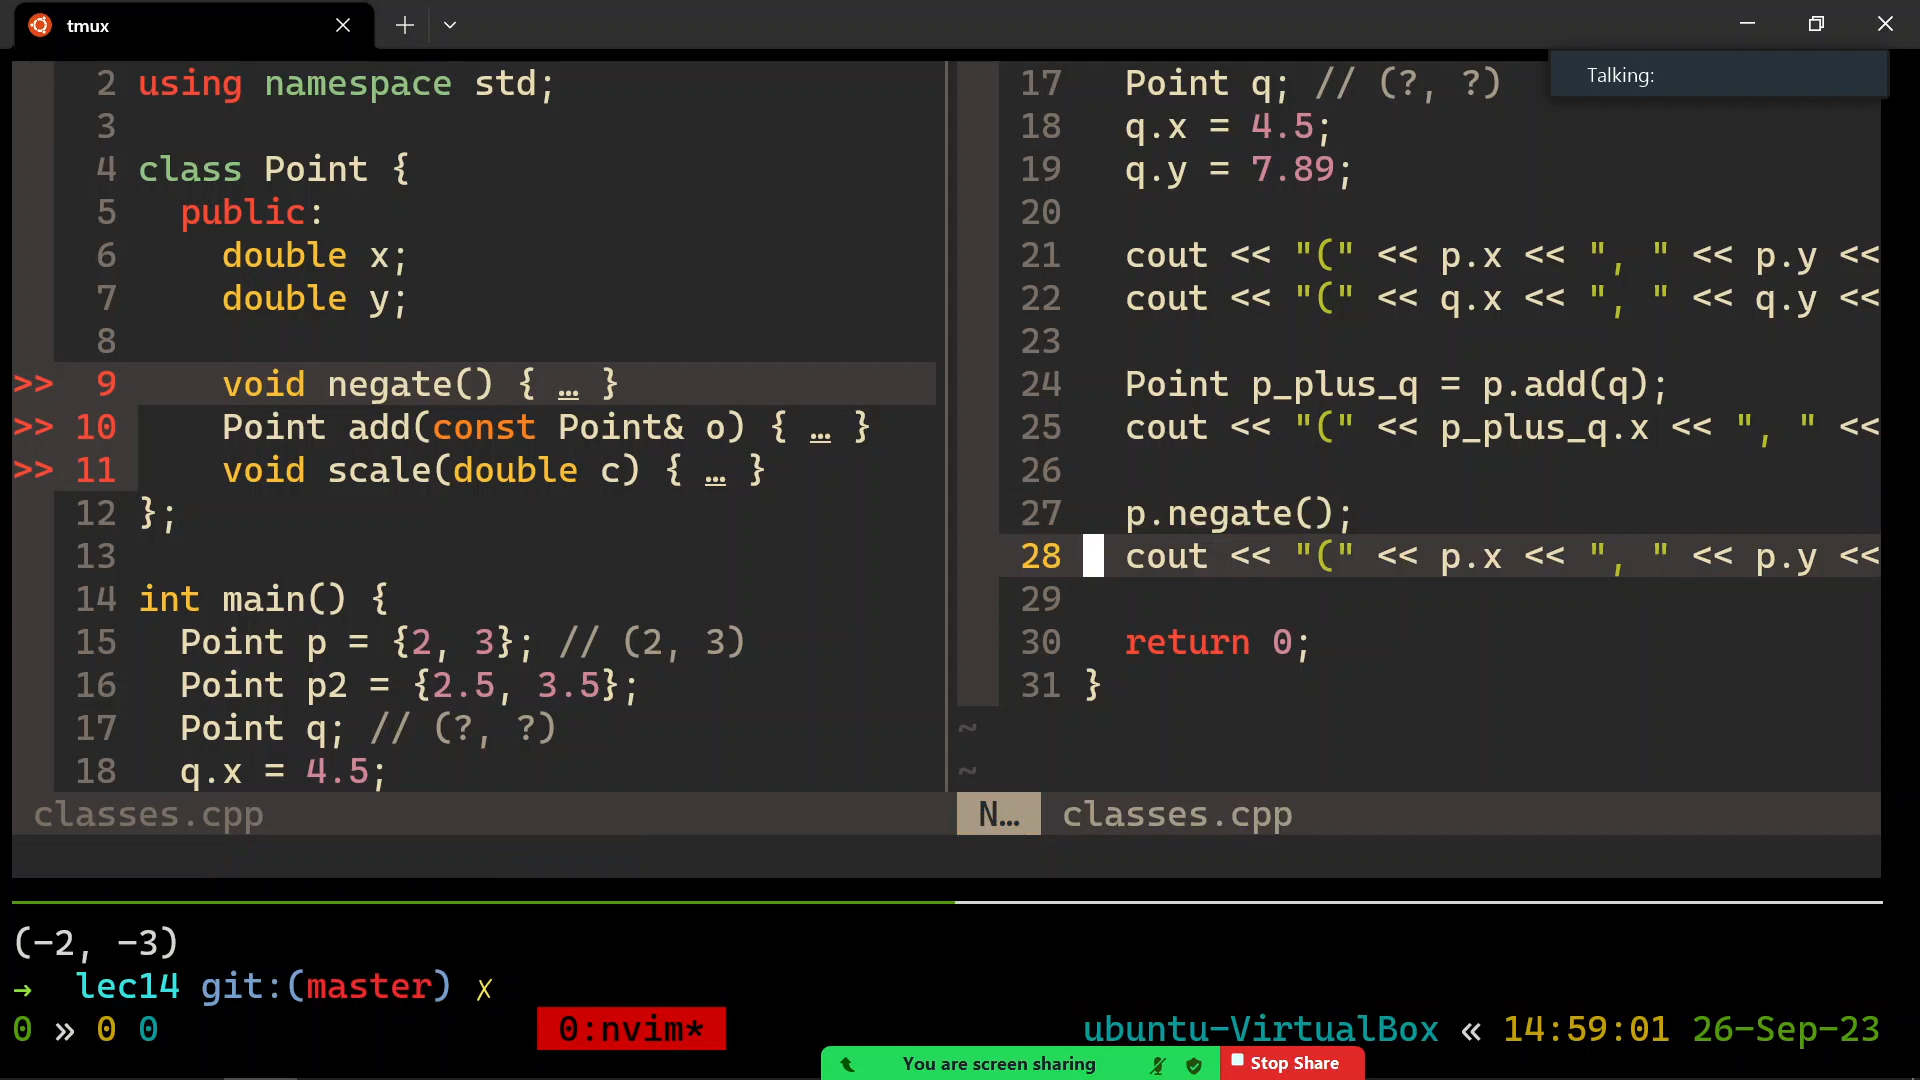 tmux
Talking:
2 using namespace std;
3
4 class Point {
5 public:
6 double x;
7 double y;
8
>> 9 void negate() { … }
>> 10 Point add(const Point& o) { … }
>> 11 void scale(double c) { … }
12 };
13
14 int main() {
15 Point p = {2, 3}; // (2, 3)
16 Point p2 = {2.5, 3.5};
17 Point q; // (?, ?)
18 q.x = 4.5;
classes.cpp
17 Point q; // (?, ?)
18 q.x = 4.5;
19 q.y = 7.89;
20
21 cout << "(" << p.x << ", " << p.y <<
22 cout << "(" << q.x << ", " << q.y <<
23
24 Point p_plus_q = p.add(q);
25 cout << "(" << p_plus_q.x << ", " <<
26
27 p.negate();
28 cout << "(" << p.x << ", " << p.y <<
29
30 return 0;
31 }
~
~
N… classes.cpp
(-2, -3)
→ lec14 git:(master) ✗
0 » 0 0 0:nvim* ubuntu-VirtualBox « 14:59:01 26-Sep-23
You are screen sharing Stop Share